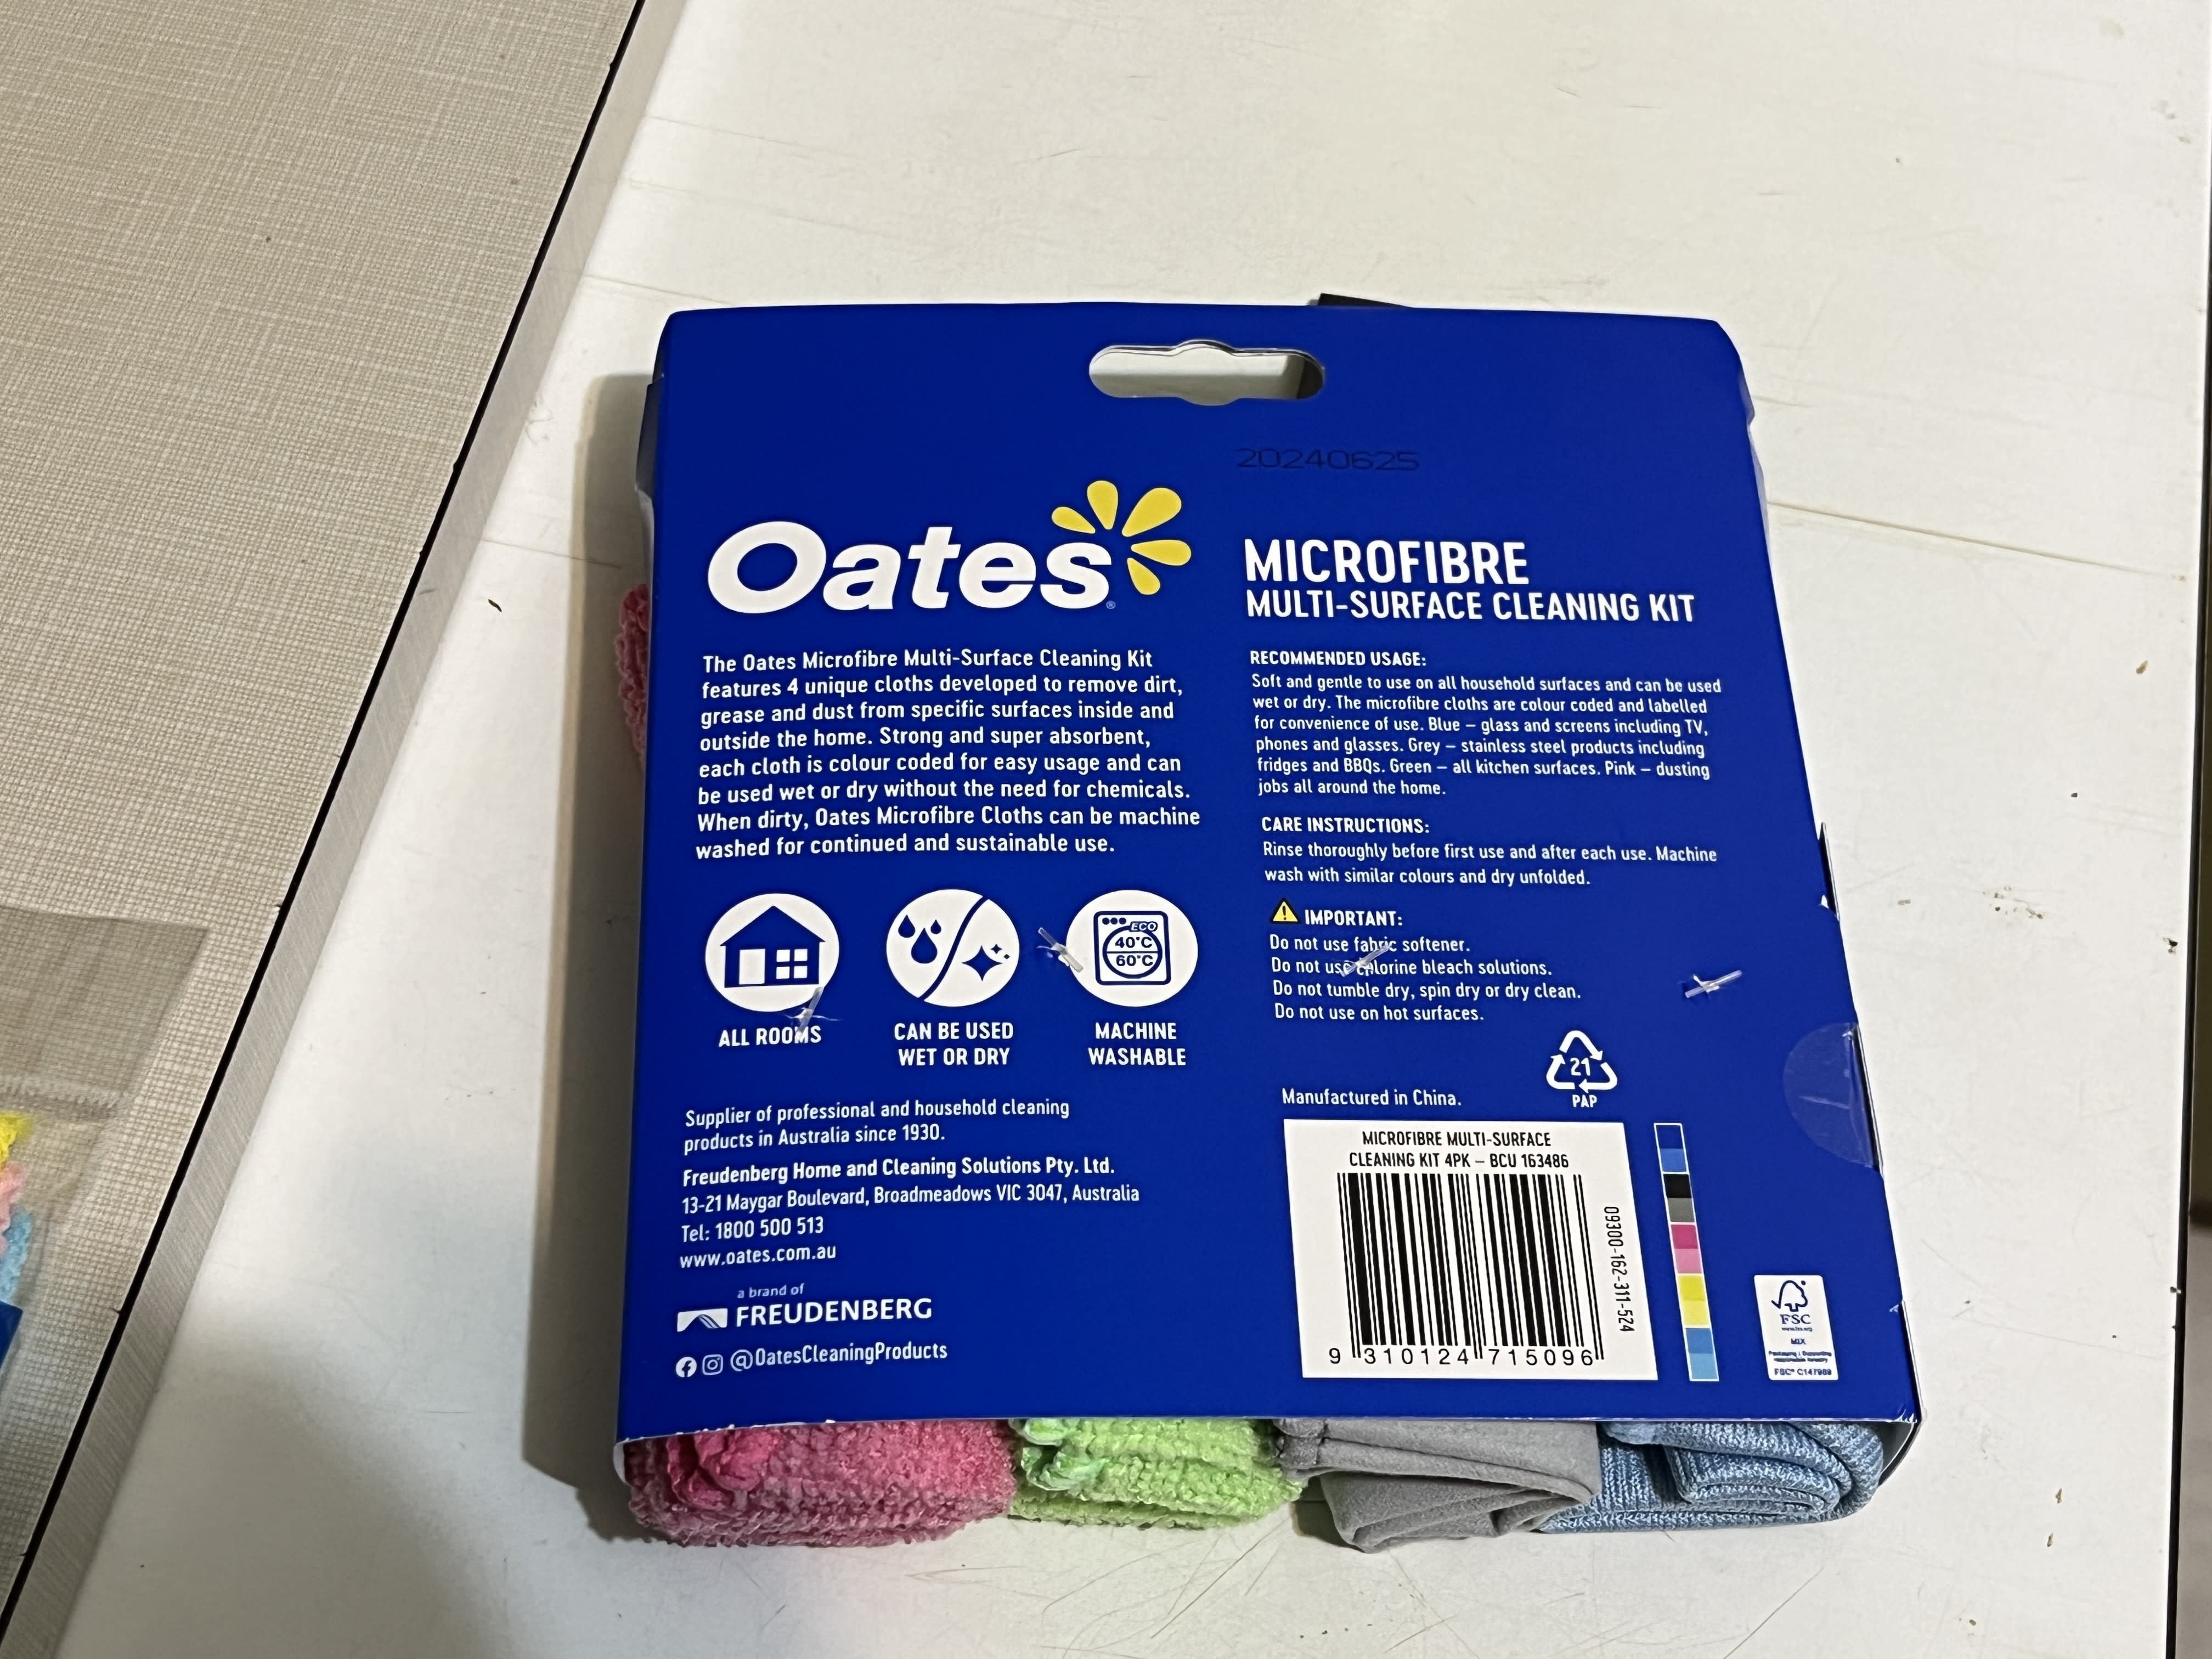 20240625
Oates®
MICROFIBRE
MULTI-SURFACE CLEANING KIT
The Oates Microfibre Multi-Surface Cleaning Kit
features 4 unique cloths developed to remove dirt,
grease and dust from specific surfaces inside and
outside the home. Strong and super absorbent,
each cloth is colour coded for easy usage and can
be used wet or dry without the need for chemicals.
When dirty, Oates Microfibre Cloths can be machine
washed for continued and sustainable use.
RECOMMENDED USAGE:
Soft and gentle to use on all household surfaces and can be used
wet or dry. The microfibre cloths are colour coded and labelled
for convenience of use. Blue – glass and screens including TV,
phones and glasses. Grey – stainless steel products including
fridges and BBQs. Green – all kitchen surfaces. Pink – dusting
jobs all around the home.
CARE INSTRUCTIONS:
Rinse thoroughly before first use and after each use. Machine
wash with similar colours and dry unfolded.
IMPORTANT:
Do not use fabric softener.
Do not use chlorine bleach solutions.
Do not tumble dry, spin dry or dry clean.
Do not use on hot surfaces.
ECO
40°C
60°C
ALL ROOMS
CAN BE USED
WET OR DRY
MACHINE
WASHABLE
Supplier of professional and household cleaning
products in Australia since 1930.
Freudenberg Home and Cleaning Solutions Pty. Ltd.
13-21 Maygar Boulevard, Broadmeadows VIC 3047, Australia
Tel: 1800 500 513
www.oates.com.au
a brand of
FREUDENBERG
@OatesCleaningProducts
21
PAP
Manufactured in China.
MICROFIBRE MULTI-SURFACE
CLEANING KIT 4PK – BCU 163486
09300-162-311-524
9 310124 715096
FSC
www.fsc.org
MIX
Packaging | Supporting
responsible forestry
FSC® C147989